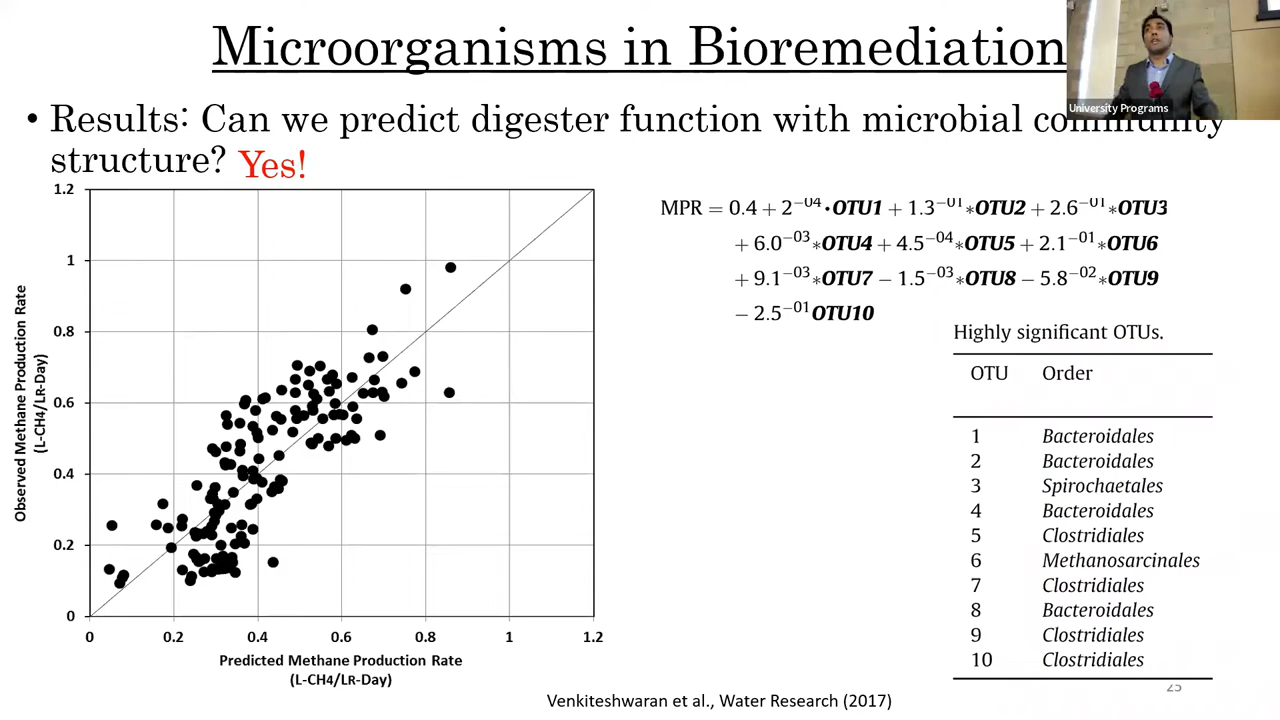 Microorganisms in Bioremediation
University Programs
• Results: Can we predict digester function with microbial community
structure? Yes!
1.2
1
0.8
0.6
0.4
0.2
0
0 0.2 0.4 0.6 0.8 1 1.2
Observed Methane Production Rate
(L-CH4/LR-Day)
Predicted Methane Production Rate
(L-CH4/LR-Day)
MPR = 0.4 + 2⁻⁰⁴•OTU1 + 1.3⁻⁰¹*OTU2 + 2.6⁻⁰¹*OTU3
+ 6.0⁻⁰³*OTU4 + 4.5⁻⁰⁴*OTU5 + 2.1⁻⁰¹*OTU6
+ 9.1⁻⁰³*OTU7 − 1.5⁻⁰³*OTU8 − 5.8⁻⁰²*OTU9
− 2.5⁻⁰¹OTU10
Highly significant OTUs.
OTU Order
1 Bacteroidales
2 Bacteroidales
3 Spirochaetales
4 Bacteroidales
5 Clostridiales
6 Methanosarcinales
7 Clostridiales
8 Bacteroidales
9 Clostridiales
10 Clostridiales
25
Venkiteshwaran et al., Water Research (2017)